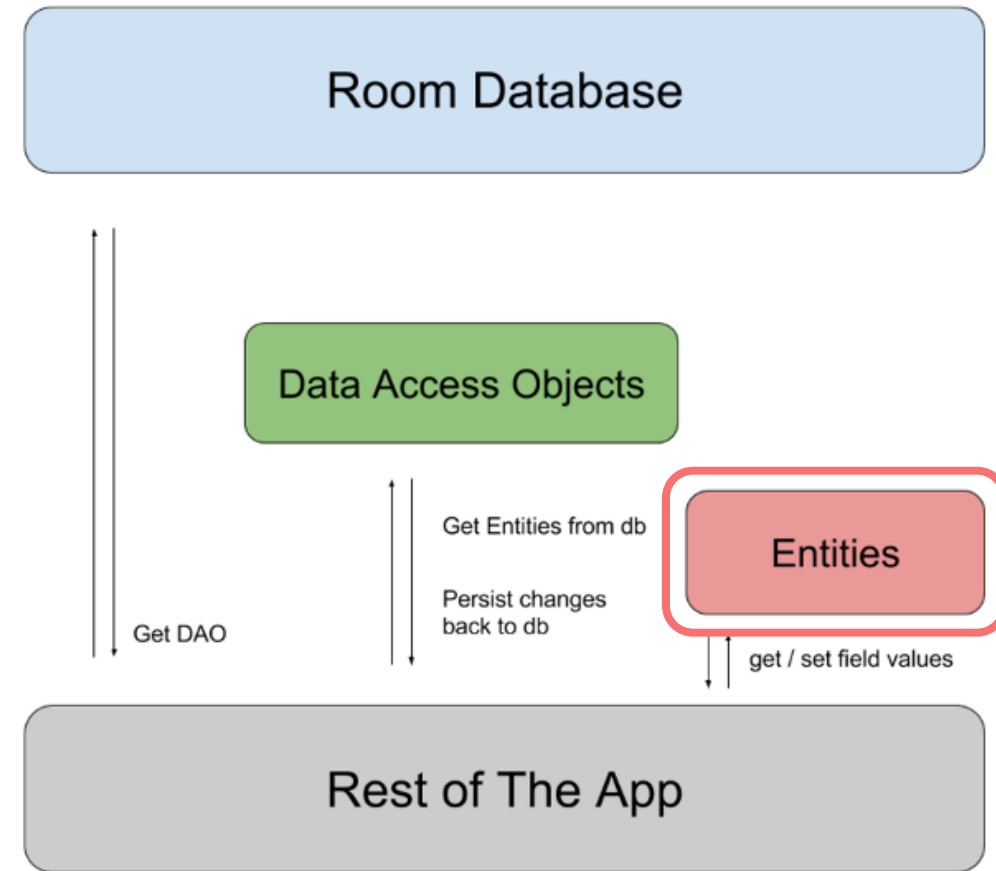 Room Database
Data Access Objects
Get Entities from db
Entities
Persist changes
back to db
Get DAO
get / set field values
Rest of The App